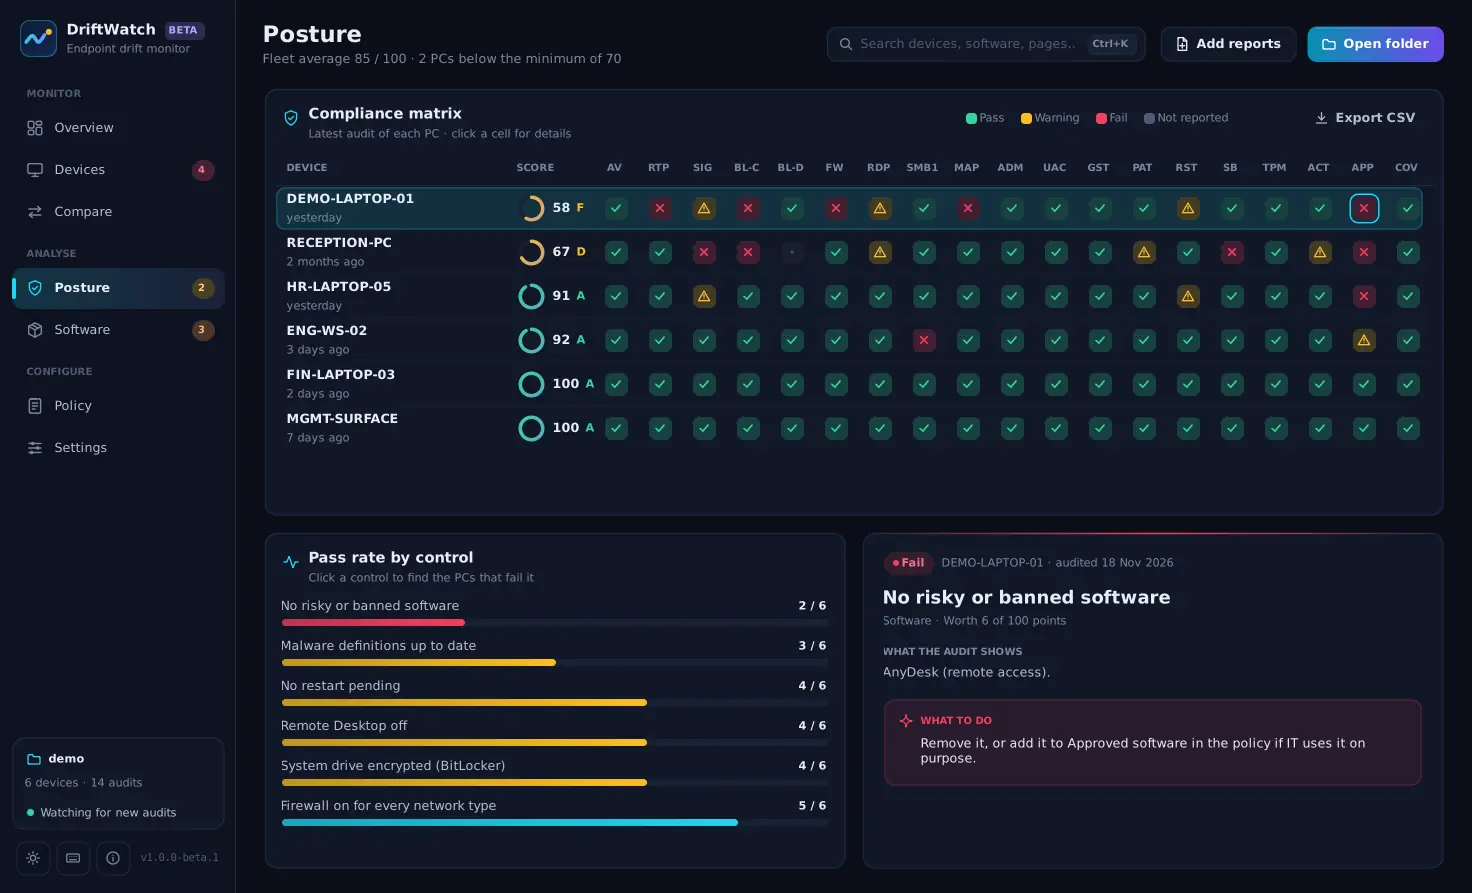 DriftWatch BETA
Endpoint drift monitor
MONITOR
Overview
Devices 4
Compare
ANALYSE
Posture 2
Software 3
CONFIGURE
Policy
Settings
demo
6 devices · 14 audits
Watching for new audits
v1.0.0-beta.1
Posture
Fleet average 85 / 100 · 2 PCs below the minimum of 70
Search devices, software, pages.. Ctrl+K
Add reports
Open folder
Compliance matrix
Latest audit of each PC · click a cell for details
Pass Warning Fail Not reported
Export CSV
DEVICE SCORE AV RTP SIG BL-C BL-D FW RDP SMB1 MAP ADM UAC GST PAT RST SB TPM ACT APP COV
DEMO-LAPTOP-01 58 F
yesterday
RECEPTION-PC 67 D
2 months ago
HR-LAPTOP-05 91 A
yesterday
ENG-WS-02 92 A
3 days ago
FIN-LAPTOP-03 100 A
2 days ago
MGMT-SURFACE 100 A
7 days ago
Pass rate by control
Click a control to find the PCs that fail it
No risky or banned software 2 / 6
Malware definitions up to date 3 / 6
No restart pending 4 / 6
Remote Desktop off 4 / 6
System drive encrypted (BitLocker) 4 / 6
Firewall on for every network type 5 / 6
Fail DEMO-LAPTOP-01 · audited 18 Nov 2026
No risky or banned software
Software · Worth 6 of 100 points
WHAT THE AUDIT SHOWS
AnyDesk (remote access).
WHAT TO DO
Remove it, or add it to Approved software in the policy if IT uses it on
purpose.